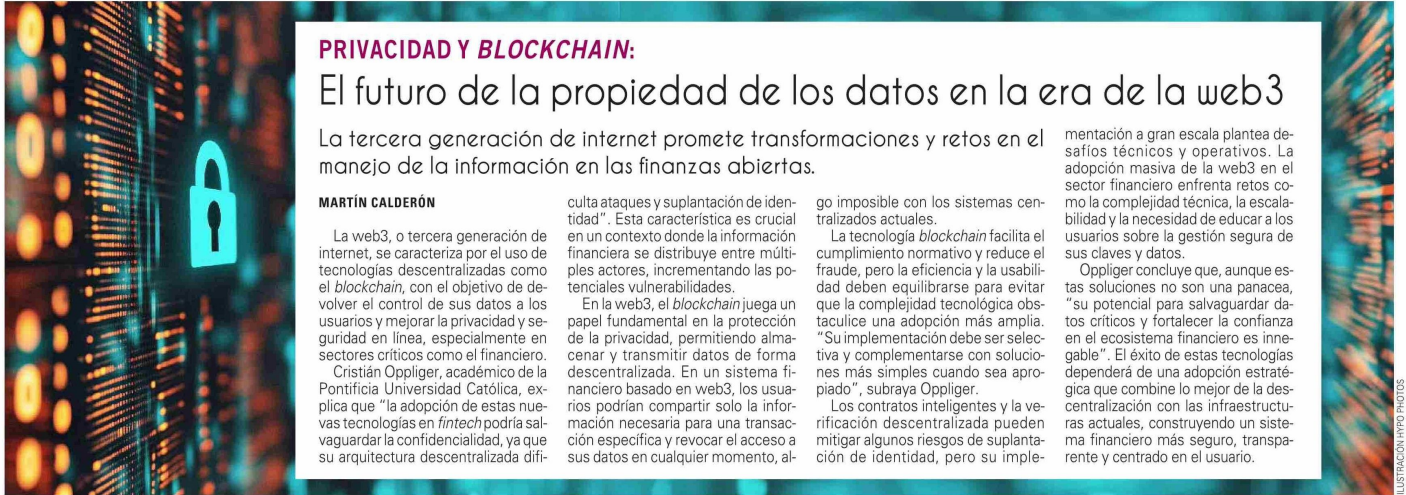 PRIVACIDAD Y BLOCKCHAIN:
El futuro de la propiedad de los datos en la era de la web3
La tercera generación de internet promete transformaciones y retos en el
manejo de la información en las finanzas abiertas.
MARTÍN CALDERÓN
La web3, o tercera generación de
internet, se caracteriza por el uso de
tecnologías descentralizadas como
el blockchain, con el objetivo de de-
volver el control de sus datos a los
usuarios y mejorar la privacidad y se-
guridad en línea, especialmente en
sectores críticos como el financiero.
Cristián Oppliger, académico de la
Pontificia Universidad Católica, ex-
plica que “la adopción de estas nue-
vas tecnologías en fintech podría sal-
vaguardar la confidencialidad, ya que
su arquitectura descentralizada difi-
culta ataques y suplantación de iden-
tidad”. Esta característica es crucial
en un contexto donde la información
financiera se distribuye entre múlti-
ples actores, incrementando las po-
tenciales vulnerabilidades.
En la web3, el blockchain juega un
papel fundamental en la protección
de la privacidad, permitiendo alma-
cenar y transmitir datos de forma
descentralizada. En un sistema fi-
nanciero basado en web3, los usua-
rios podrían compartir solo la infor-
mación necesaria para una transac-
ción específica y revocar el acceso a
sus datos en cualquier momento, al-
go imposible con los sistemas cen-
tralizados actuales.
La tecnología blockchain facilita el
cumplimiento normativo y reduce el
fraude, pero la eficiencia y la usabili-
dad deben equilibrarse para evitar
que la complejidad tecnológica obs-
taculice una adopción más amplia.
“Su implementación debe ser selec-
tiva y complementarse con solucio-
nes más simples cuando sea apro-
piado”, subraya Oppliger.
Los contratos inteligentes y la ve-
rificación descentralizada pueden
mitigar algunos riesgos de suplanta-
ción de identidad, pero su imple-
mentación a gran escala plantea de-
safíos técnicos y operativos. La
adopción masiva de la web3 en el
sector financiero enfrenta retos co-
mo la complejidad técnica, la escala-
bilidad y la necesidad de educar a los
usuarios sobre la gestión segura de
sus claves y datos.
Oppliger concluye que, aunque es-
tas soluciones no son una panacea,
“su potencial para salvaguardar da-
tos críticos y fortalecer la confianza
en el ecosistema financiero es inne-
gable”. El éxito de estas tecnologías
dependerá de una adopción estraté-
gica que combine lo mejor de la des-
centralización con las infraestructu-
ras actuales, construyendo un siste-
ma financiero más seguro, transpa-
rente y centrado en el usuario.
ILUSTRACIÓN HYPO PHOTOS